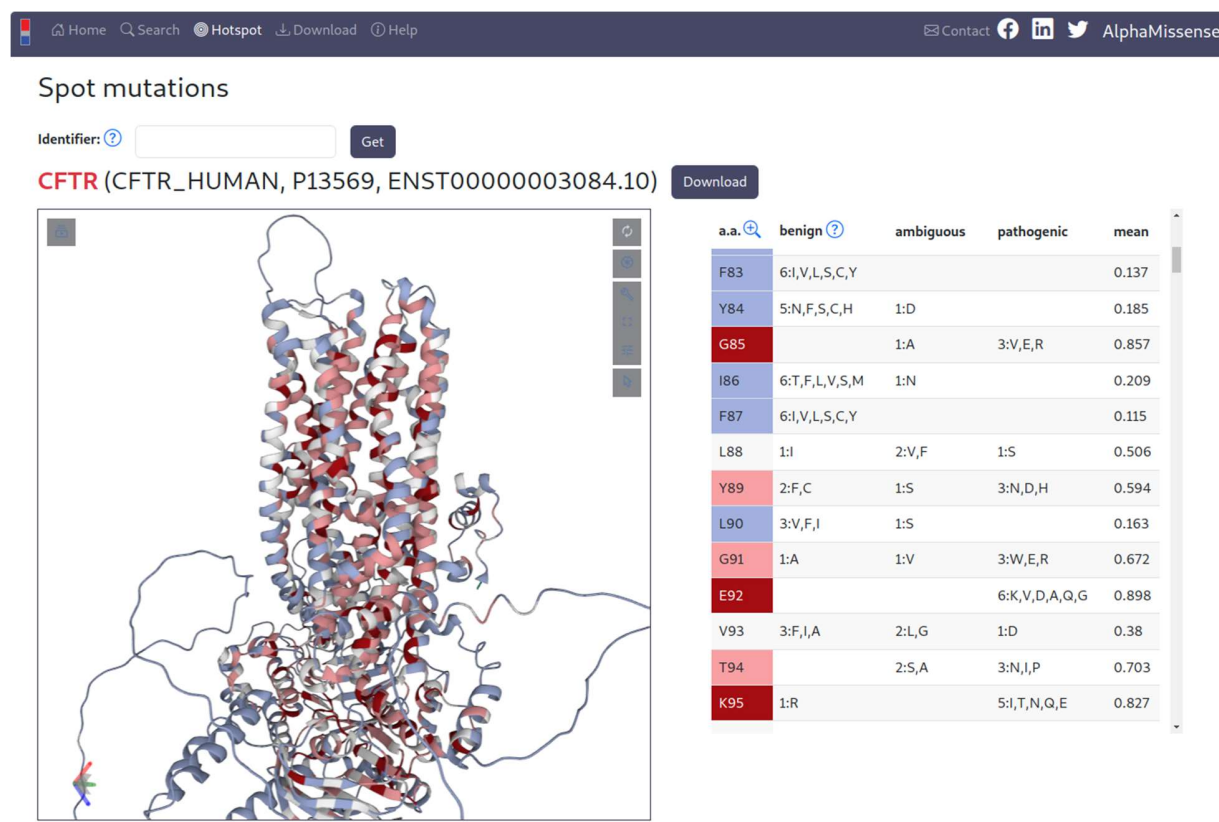 Home Search Hotspot Download Help Contact AlphaMissense
Spot mutations
Identifier: ? Get
CFTR (CFTR_HUMAN, P13569, ENST00000003084.10) Download
a.a. benign ? ambiguous pathogenic mean
F83 6:I,V,L,S,C,Y 0.137
Y84 5:N,F,S,C,H 1:D 0.185
G85 1:A 3:V,E,R 0.857
I86 6:T,F,L,V,S,M 1:N 0.209
F87 6:I,V,L,S,C,Y 0.115
L88 1:I 2:V,F 1:S 0.506
Y89 2:F,C 1:S 3:N,D,H 0.594
L90 3:V,F,I 1:S 0.163
G91 1:A 1:V 3:W,E,R 0.672
E92 6:K,V,D,A,Q,G 0.898
V93 3:F,I,A 2:L,G 1:D 0.38
T94 2:S,A 3:N,I,P 0.703
K95 1:R 5:I,T,N,Q,E 0.827